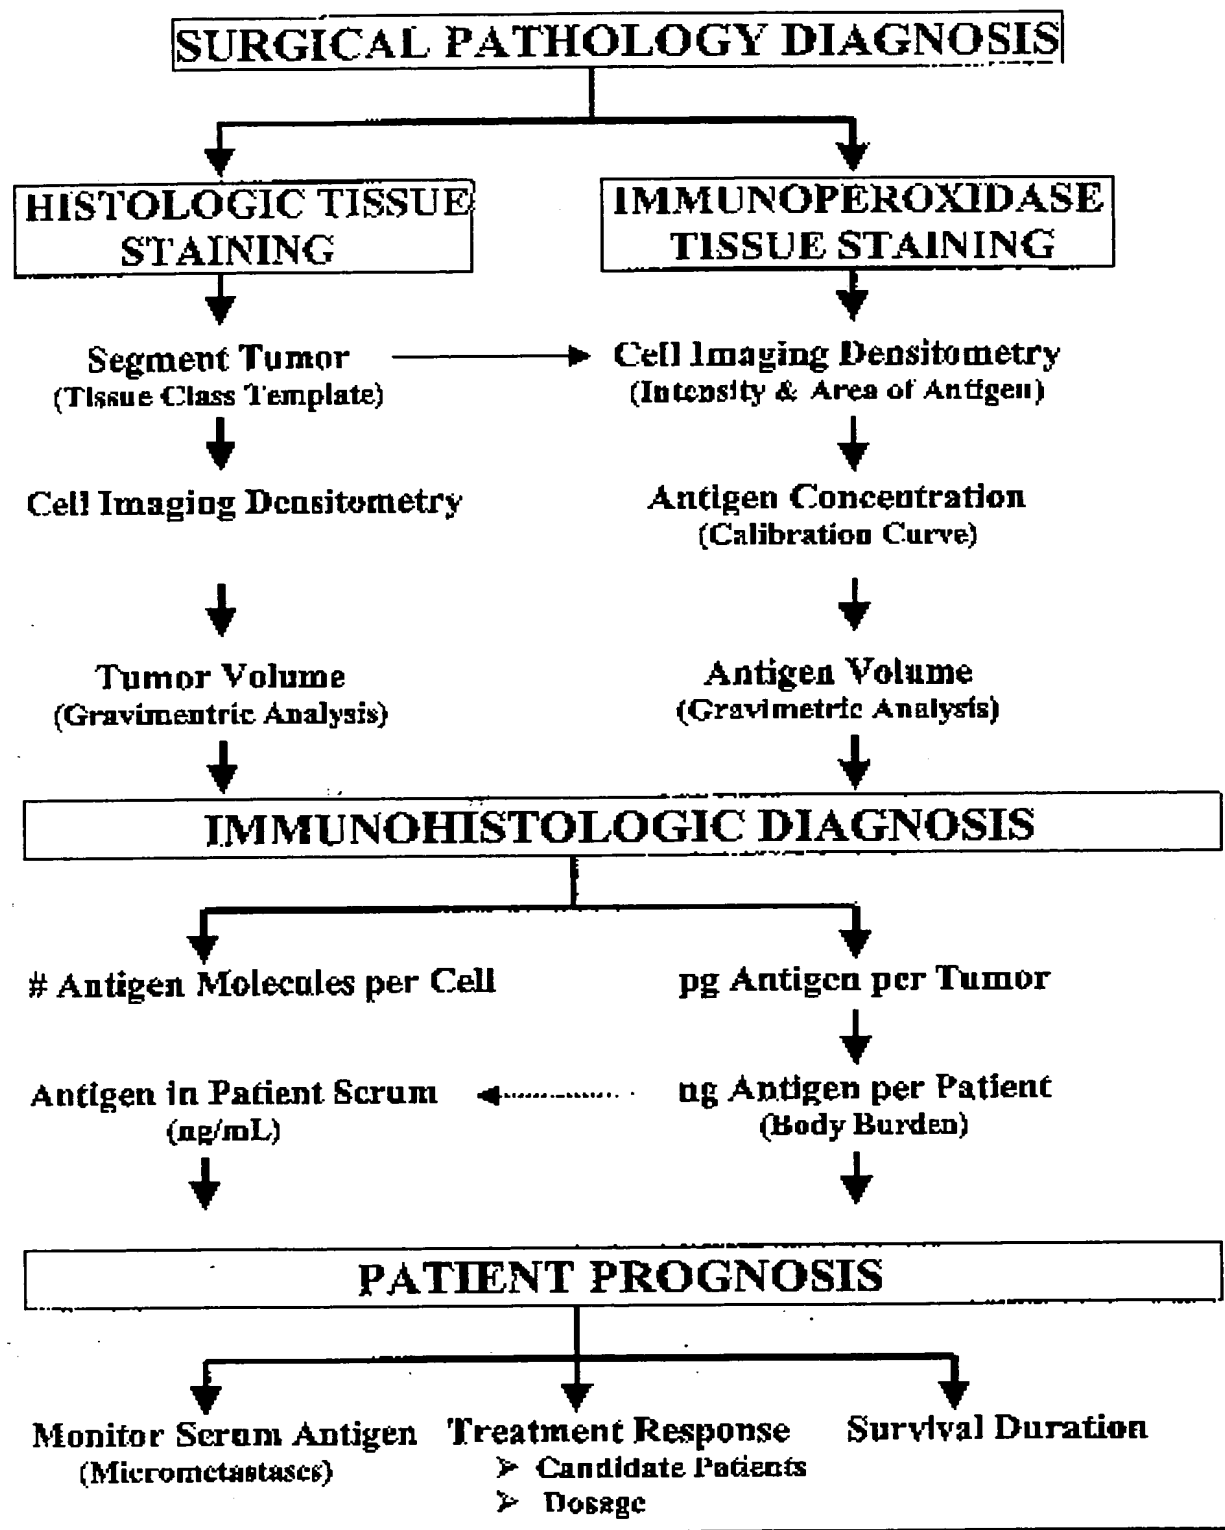 SURGICAL PATHOLOGY DIAGNOSIS
HISTOLOGIC TISSUE
STAINING
IMMUNOPEROXIDASE
TISSUE STAINING
Segment Tumor
(Tissue Class Template)
Cell Imaging Densitometry
(Intensity & Area of Antigen)
Cell Imaging Densitometry
Antigen Concentration
(Calibration Curve)
Tumor Volume
(Gravimentric Analysis)
Antigen Volume
(Gravimetric Analysis)
IMMUNOHISTOLOGIC DIAGNOSIS
# Antigen Molecules per Cell
pg Antigen per Tumor
Antigen in Patient Serum
(ng/mL)
ng Antigen per Patient
(Body Burden)
PATIENT PROGNOSIS
Monitor Serum Antigen
(Micrometastases)
Treatment Response
➢ Candidate Patients
➢ Dosage
Survival Duration